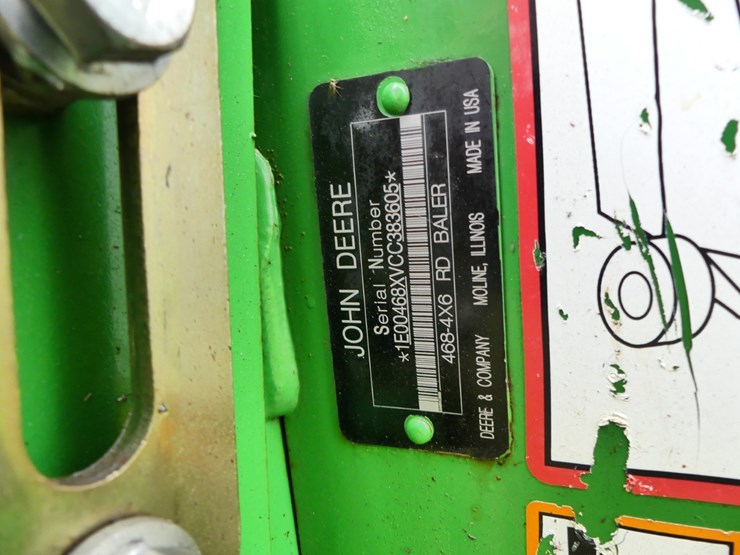 JOHN DEERE
Serial Number
*1E00468XVCC383605*
468-4X6 RD BALER
DEERE & COMPANY MOLINE, ILLINOIS MADE IN USA